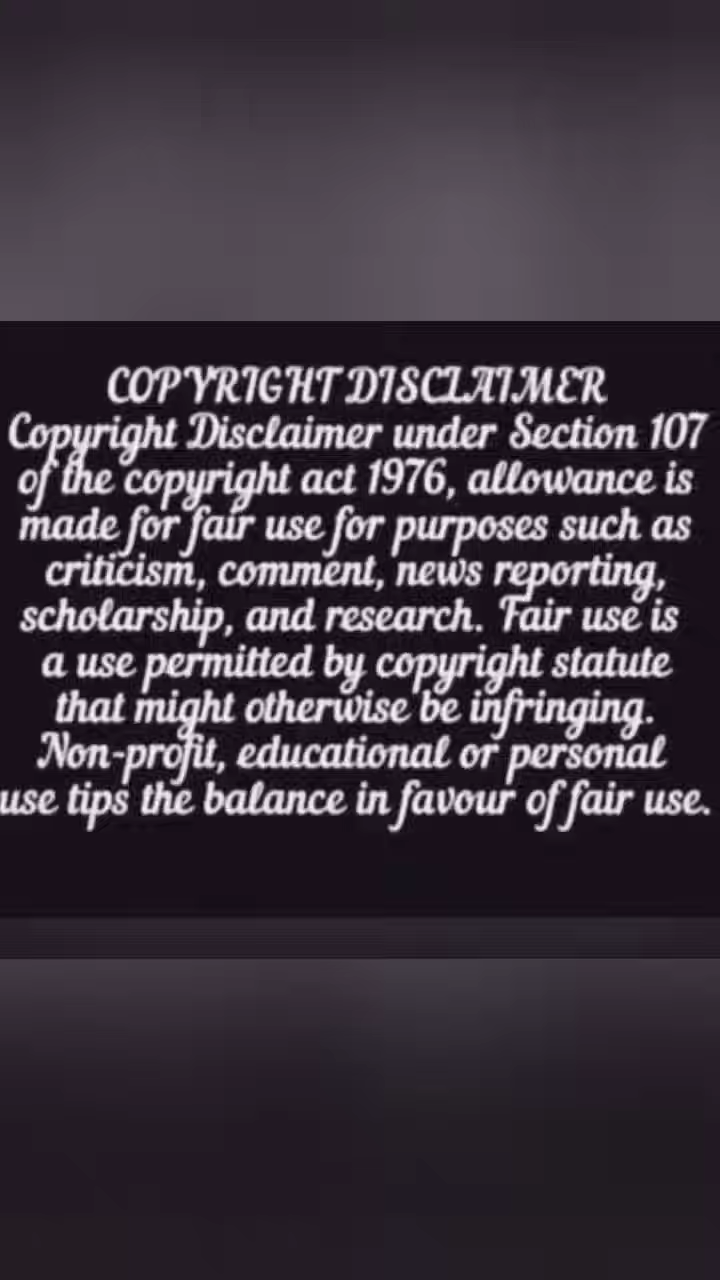 COPYRIGHT DISCLAIMER
Copyright Disclaimer under Section 107
of the copyright act 1976, allowance is
made for fair use for purposes such as
criticism, comment, news reporting,
scholarship, and research. Fair use is
a use permitted by copyright statute
that might otherwise be infringing.
Non-profit, educational or personal
use tips the balance in favour of fair use.